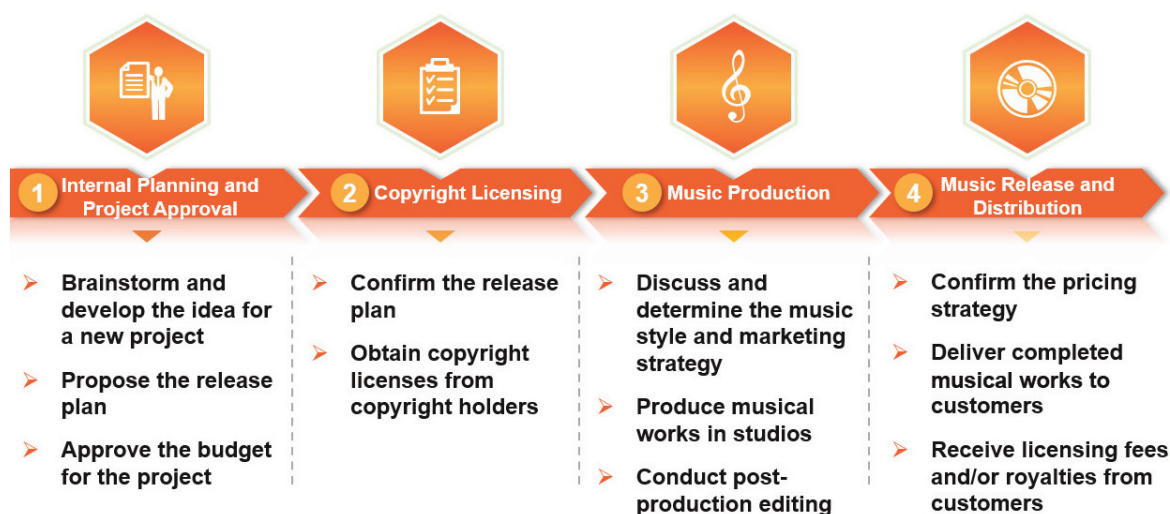 1
Internal Planning and
Project Approval
Brainstorm and
develop the idea for
a new project
Propose the release
plan
Approve the budget
for the project
2
Copyright Licensing
Confirm the release
plan
Obtain copyright
licenses from
copyright holders
3
Music Production
Discuss and
determine the music
style and marketing
strategy
Produce musical
works in studios
Conduct post-
production editing
4
Music Release and
Distribution
Confirm the pricing
strategy
Deliver completed
musical works to
customers
Receive licensing fees
and/or royalties from
customers